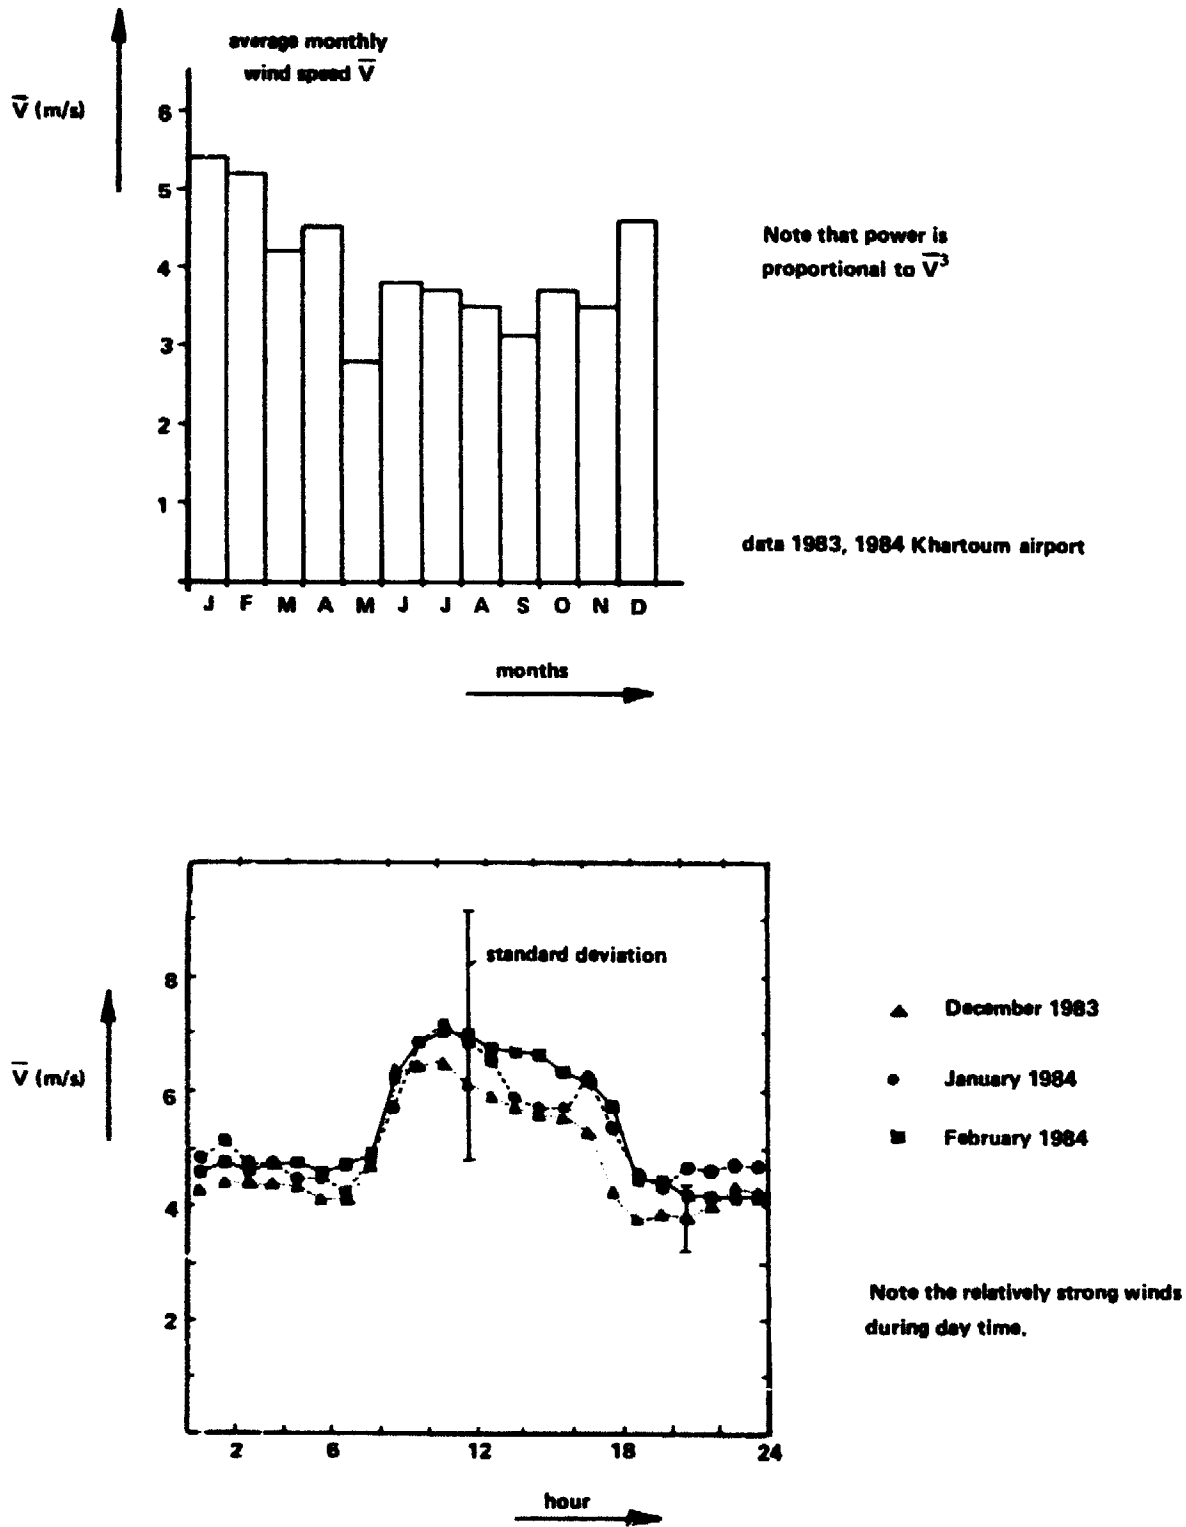 average monthly
wind speed V̅
V̅ (m/s)
6
5
4
3
2
1
Note that power is
proportional to V̅³
data 1983, 1984 Khartoum airport
J F M A M J J A S O N D
months
standard deviation
8
6
4
2
V̅ (m/s)
December 1983
January 1984
February 1984
Note the relatively strong winds
during day time.
2 6 12 18 24
hour